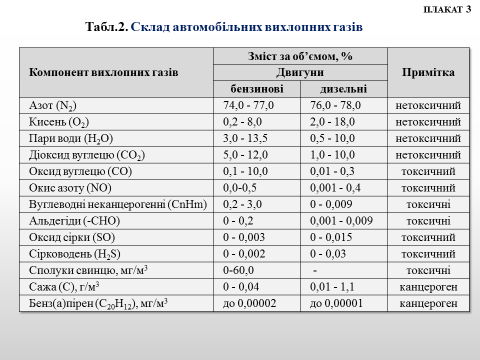 ПЛАКАТ 3
Табл.2. Склад автомобільних вихлопних газів
Компонент вихлопних газів Зміст за об’ємом, % Примітка
Двигуни
бензинові дизельні
Азот (N₂) 74,0 - 77,0 76,0 - 78,0 нетоксичний
Кисень (O₂) 0,2 - 8,0 2,0 - 18,0 нетоксичний
Пари води (H₂O) 3,0 - 13,5 0,5 - 10,0 нетоксичний
Діоксид вуглецю (CO₂) 5,0 - 12,0 1,0 - 10,0 нетоксичний
Оксид вуглецю (CO) 0,1 - 10,0 0,01 - 0,3 токсичний
Окис азоту (NO) 0,0-0,5 0,001 - 0,4 токсичний
Вуглеводні неканцерогенні (CnHm) 0,2 - 3,0 0 - 0,009 токсичні
Альдегіди (-CHO) 0 - 0,2 0,001 - 0,009 токсичні
Оксид сірки (SO) 0 - 0,003 0 - 0,015 токсичний
Сірководень (H₂S) 0 - 0,002 0 - 0,03 токсичний
Сполуки свинцю, мг/м³ 0-60,0 - токсичні
Сажа (C), г/м³ 0 - 0,04 0,01 - 1,1 канцероген
Бенз(а)пірен (C₂₀H₁₂), мг/м³ до 0,00002 до 0,00001 канцероген